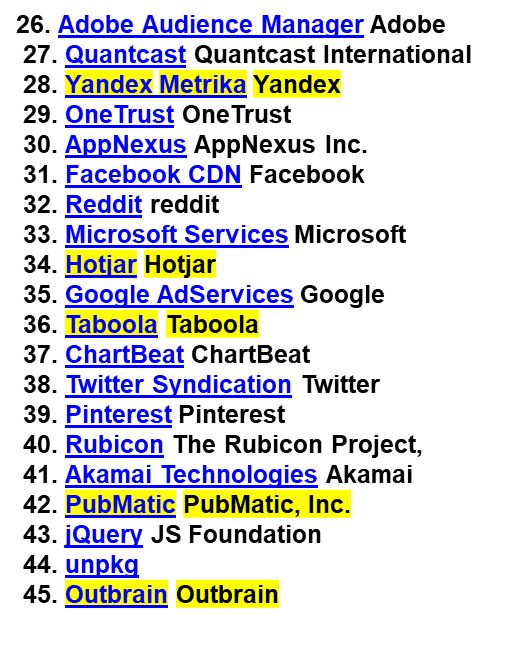 26. Adobe Audience Manager Adobe
27. Quantcast Quantcast International
28. Yandex Metrika Yandex
29. OneTrust OneTrust
30. AppNexus AppNexus Inc.
31. Facebook CDN Facebook
32. Reddit reddit
33. Microsoft Services Microsoft
34. Hotjar Hotjar
35. Google AdServices Google
36. Taboola Taboola
37. ChartBeat ChartBeat
38. Twitter Syndication Twitter
39. Pinterest Pinterest
40. Rubicon The Rubicon Project,
41. Akamai Technologies Akamai
42. PubMatic PubMatic, Inc.
43. jQuery JS Foundation
44. unpkg
45. Outbrain Outbrain